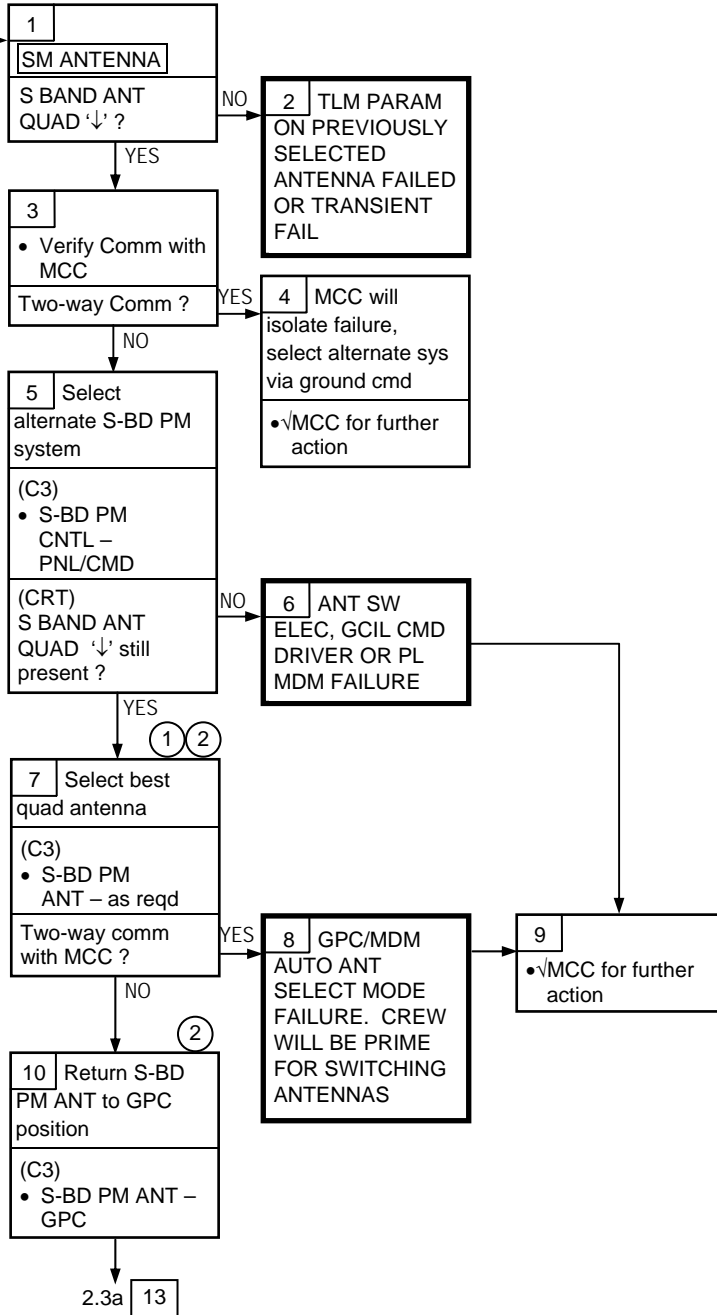 1
SM ANTENNA
S BAND ANT
QUAD ‘↓’ ?
NO
YES
2 TLM PARAM
ON PREVIOUSLY
SELECTED
ANTENNA FAILED
OR TRANSIENT
FAIL
3
• Verify Comm with
MCC
Two-way Comm ?
YES
NO
4 MCC will
isolate failure,
select alternate sys
via ground cmd
•√MCC for further
action
5 Select
alternate S-BD PM
system
(C3)
• S-BD PM
CNTL –
PNL/CMD
(CRT)
S BAND ANT
QUAD ‘↓’ still
present ?
NO
YES
6 ANT SW
ELEC, GCIL CMD
DRIVER OR PL
MDM FAILURE
1 2
7 Select best
quad antenna
(C3)
• S-BD PM
ANT – as reqd
Two-way comm
with MCC ?
YES
NO
8 GPC/MDM
AUTO ANT
SELECT MODE
FAILURE. CREW
WILL BE PRIME
FOR SWITCHING
ANTENNAS
9
•√MCC for further
action
2
10 Return S-BD
PM ANT to GPC
position
(C3)
• S-BD PM ANT –
GPC
2.3a 13